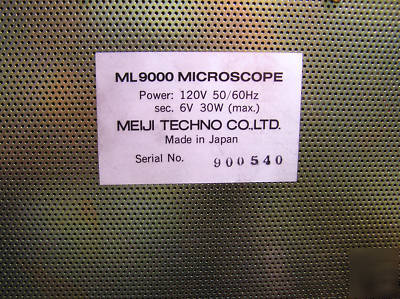 ML9000 MICROSCOPE
Power: 120V 50/60Hz
sec. 6V 30W (max.)
MEIJI TECHNO CO.,LTD.
Made in Japan
Serial No. 900540